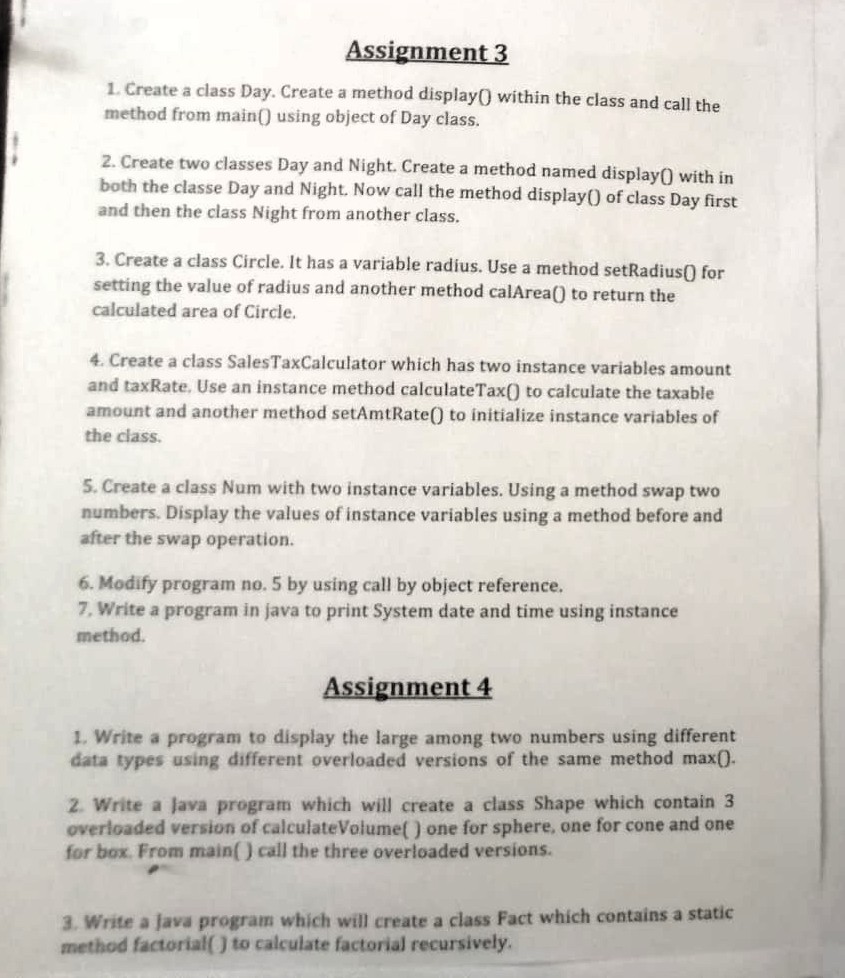 Assignment 3
1. Create a class Day. Create a method display() within the class and call the
method from main() using object of Day class.
2. Create two classes Day and Night. Create a method named display() with in
both the classe Day and Night. Now call the method display() of class Day first
and then the class Night from another class.
3. Create a class Circle. It has a variable radius. Use a method setRadius() for
setting the value of radius and another method calArea() to return the
calculated area of Circle.
4. Create a class SalesTaxCalculator which has two instance variables amount
and taxRate. Use an instance method calculateTax() to calculate the taxable
amount and another method setAmtRate() to initialize instance variables of
the class.
5. Create a class Num with two instance variables. Using a method swap two
numbers. Display the values of instance variables using a method before and
after the swap operation.
6. Modify program no. 5 by using call by object reference.
7. Write a program in java to print System date and time using instance
method.
Assignment 4
1. Write a program to display the large among two numbers using different
data types using different overloaded versions of the same method max().
2. Write a Java program which will create a class Shape which contain 3
overloaded version of calculateVolume( ) one for sphere, one for cone and one
for box. From main( ) call the three overloaded versions.
3. Write a Java program which will create a class Fact which contains a static
method factorial( ) to calculate factorial recursively.